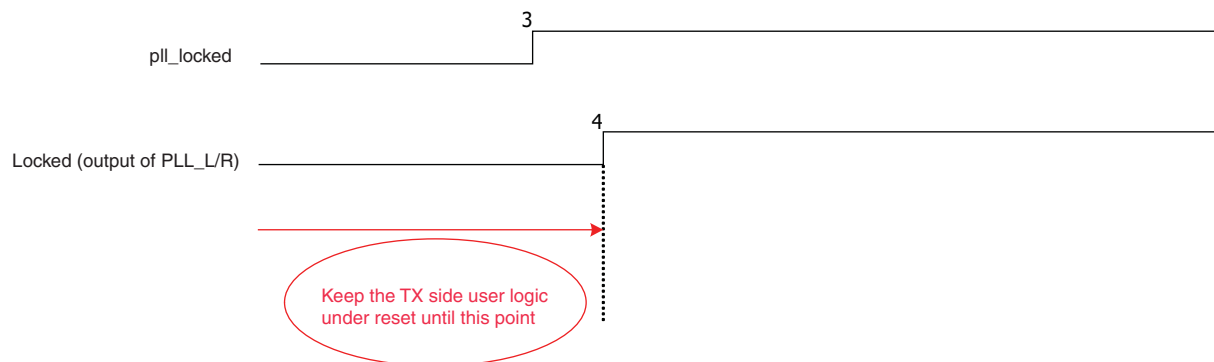 3
pll_locked
4
Locked (output of PLL_L/R)
Keep the TX side user logic
under reset until this point